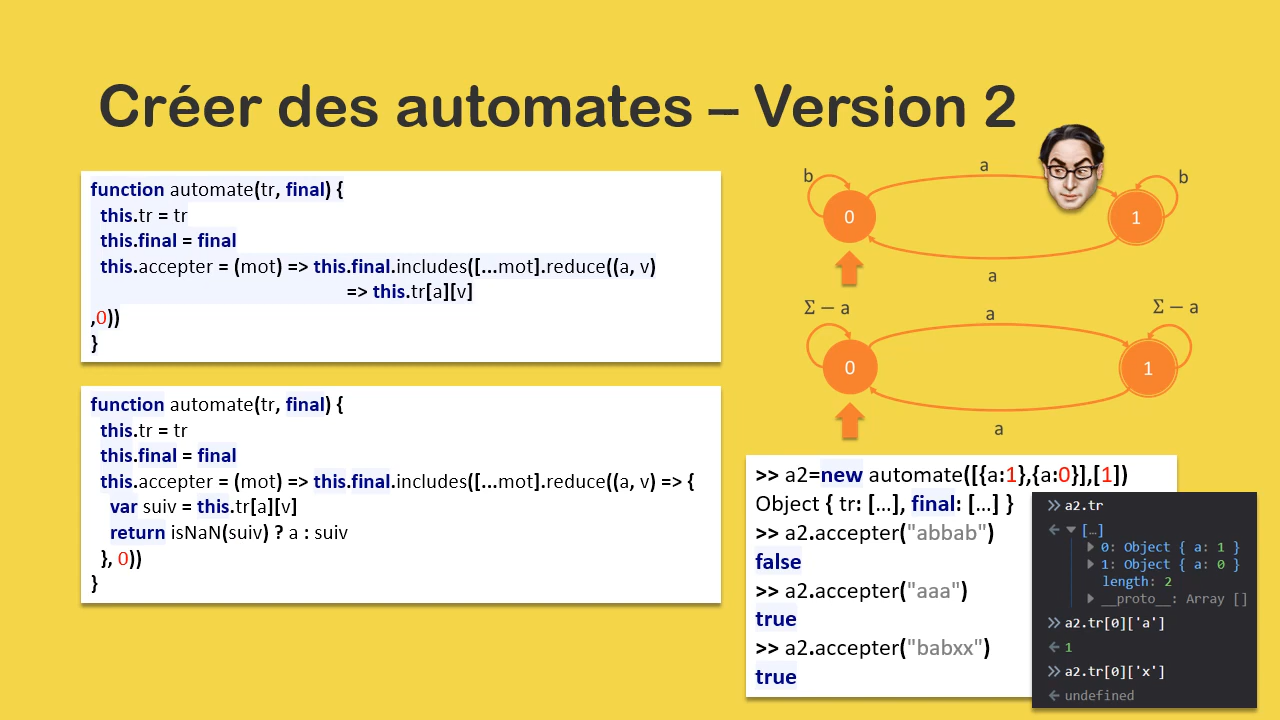 Créer des automates – Version 2
function automate(tr, final) {
this.tr = tr
this.final = final
this.accepter = (mot) => this.final.includes([...mot].reduce((a, v)
=> this.tr[a][v]
,0))
}
function automate(tr, final) {
this.tr = tr
this.final = final
this.accepter = (mot) => this.final.includes([...mot].reduce((a, v) => {
var suiv = this.tr[a][v]
return isNaN(suiv) ? a : suiv
}, 0))
}
b
a
b
0
1
a
Σ – a
a
Σ – a
0
1
a
>> a2=new automate([{a:1},{a:0}],[1])
Object { tr: […], final: […] }
>> a2.accepter("abbab")
false
>> a2.accepter("aaa")
true
>> a2.accepter("babxx")
true
a2.tr
[…]
0: Object { a: 1 }
1: Object { a: 0 }
length: 2
__proto__: Array []
a2.tr[0]['a']
1
a2.tr[0]['x']
undefined